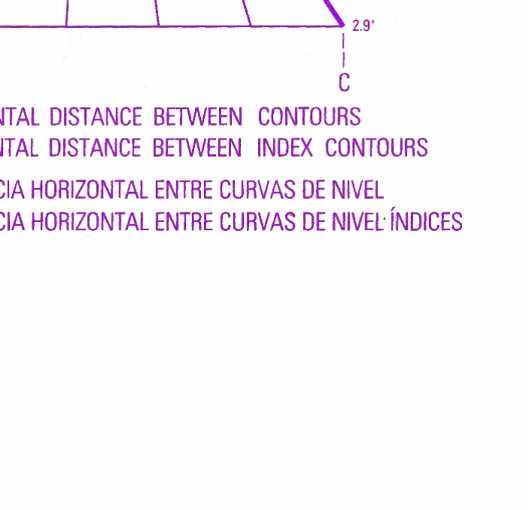 2.9°
C
NTAL DISTANCE BETWEEN CONTOURS
NTAL DISTANCE BETWEEN INDEX CONTOURS
CIA HORIZONTAL ENTRE CURVAS DE NIVEL
CIA HORIZONTAL ENTRE CURVAS DE NIVEL ÍNDICES